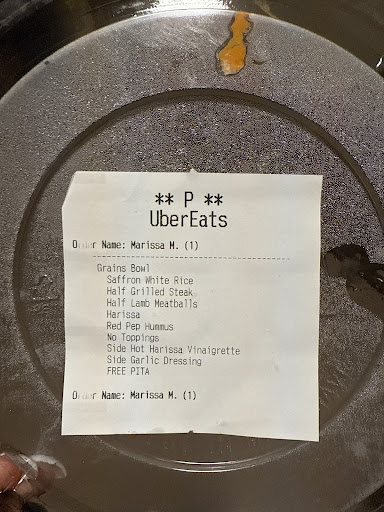 ** P **
UberEats
Order Name: Marissa M. (1)
Grains Bowl
Saffron White Rice
Half Grilled Steak
Half Lamb Meatballs
Harissa
Red Pep Hummus
No Toppings
Side Hot Harissa Vinaigrette
Side Garlic Dressing
FREE PITA
Order Name: Marissa M. (1)